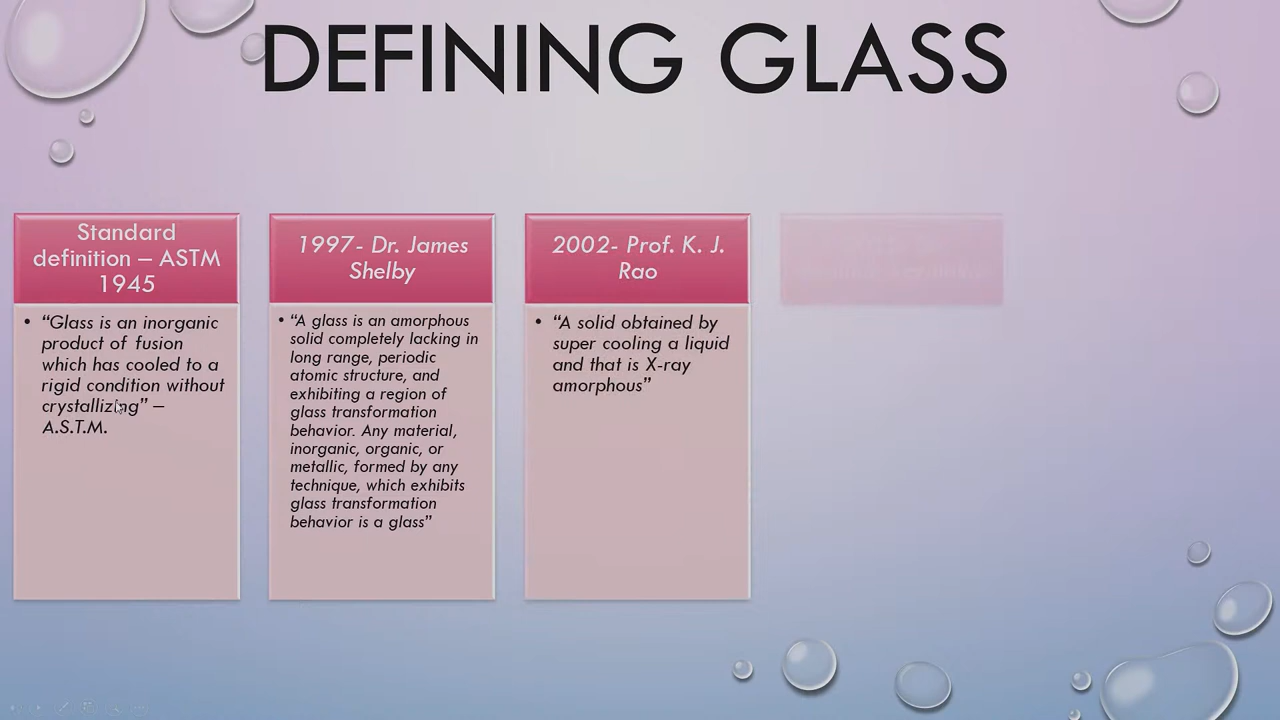 DEFINING GLASS
Standard
definition – ASTM
1945
• “Glass is an inorganic
product of fusion
which has cooled to a
rigid condition without
crystallizing” –
A.S.T.M.
1997- Dr. James
Shelby
• “A glass is an amorphous
solid completely lacking in
long range, periodic
atomic structure, and
exhibiting a region of
glass transformation
behavior. Any material,
inorganic, organic, or
metallic, formed by any
technique, which exhibits
glass transformation
behavior is a glass”
2002- Prof. K. J.
Rao
• “A solid obtained by
super cooling a liquid
and that is X-ray
amorphous”